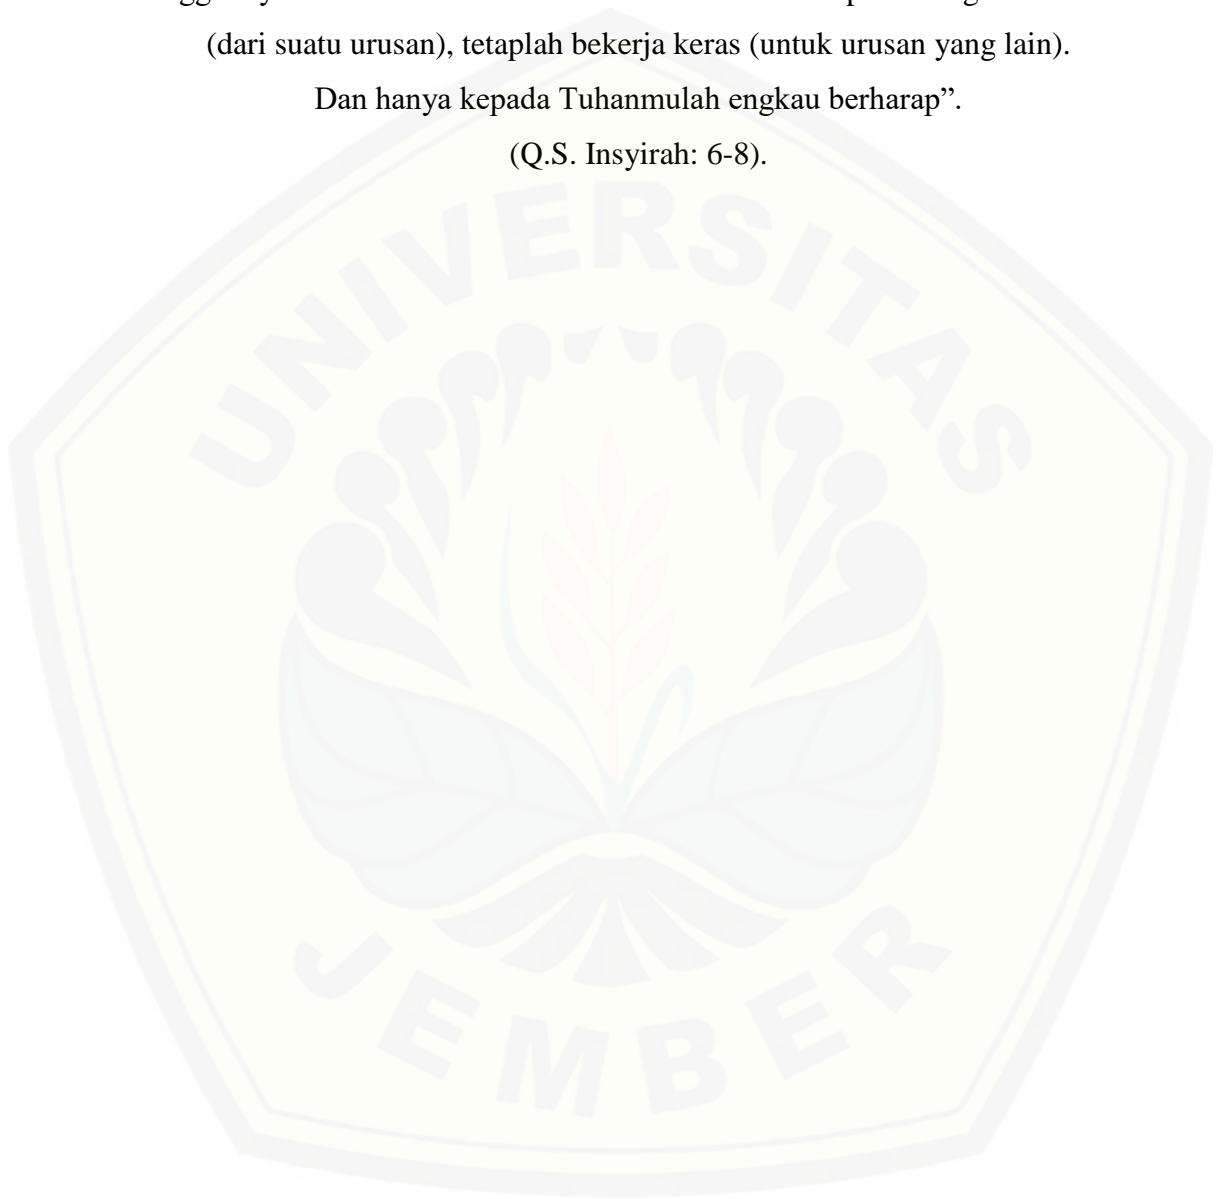 (dari suatu urusan), tetaplah bekerja keras (untuk urusan yang lain).
Dan hanya kepada Tuhanmulah engkau berharap”.
(Q.S. Insyirah: 6-8).
UNIVERSITAS
JEMBER